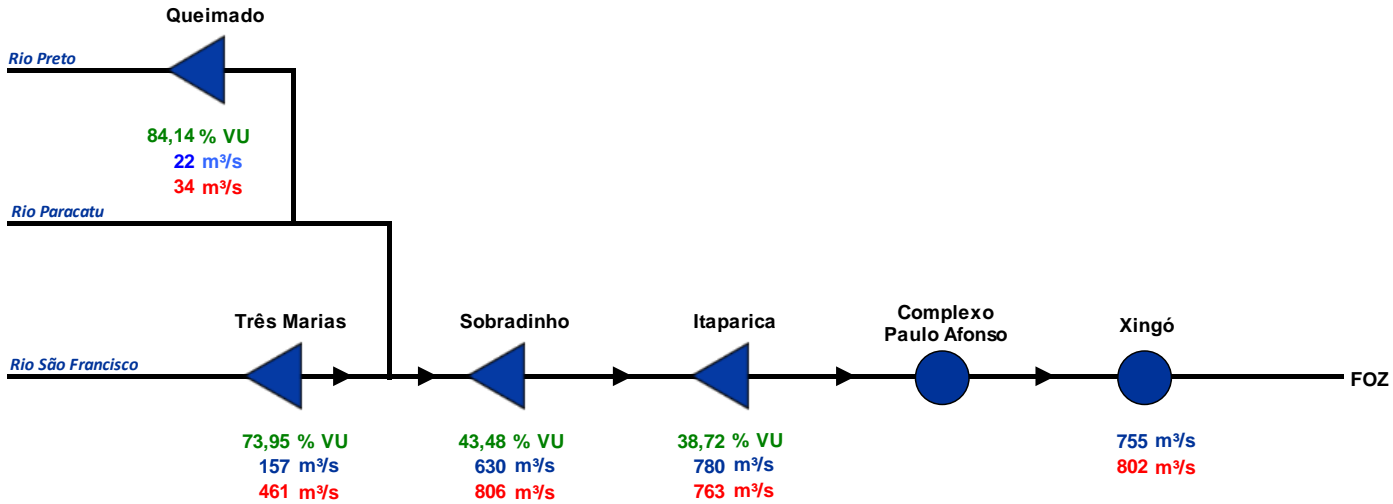 Queimado
Rio Preto
84,14 % VU
22 m³/s
34 m³/s
Rio Paracatu
Três Marias
Sobradinho
Itaparica
Complexo
Paulo Afonso
Xingó
Rio São Francisco
FOZ
73,95 % VU
157 m³/s
461 m³/s
43,48 % VU
630 m³/s
806 m³/s
38,72 % VU
780 m³/s
763 m³/s
755 m³/s
802 m³/s